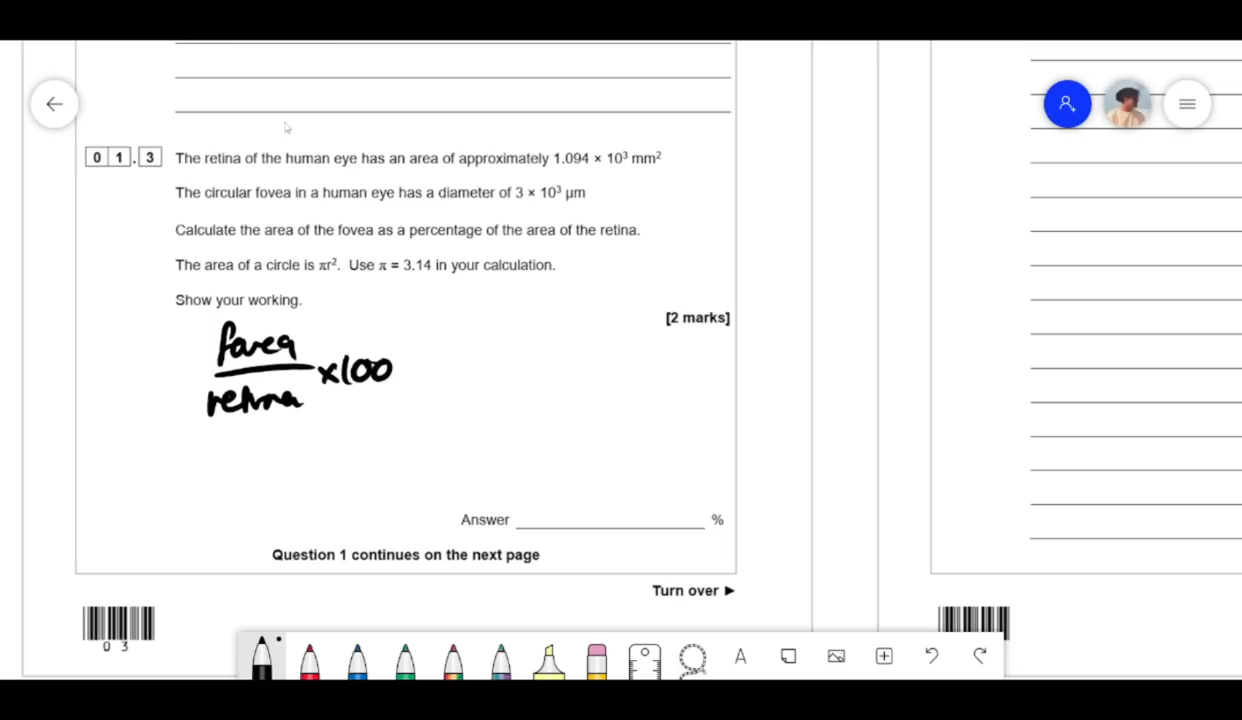 01.3 The retina of the human eye has an area of approximately 1.094 × 10³ mm²
The circular fovea in a human eye has a diameter of 3 × 10³ µm
Calculate the area of the fovea as a percentage of the area of the retina.
The area of a circle is πr². Use π = 3.14 in your calculation.
Show your working.
[2 marks]
fovea
retina
×100
Answer %
Question 1 continues on the next page
Turn over ►
0 3
A